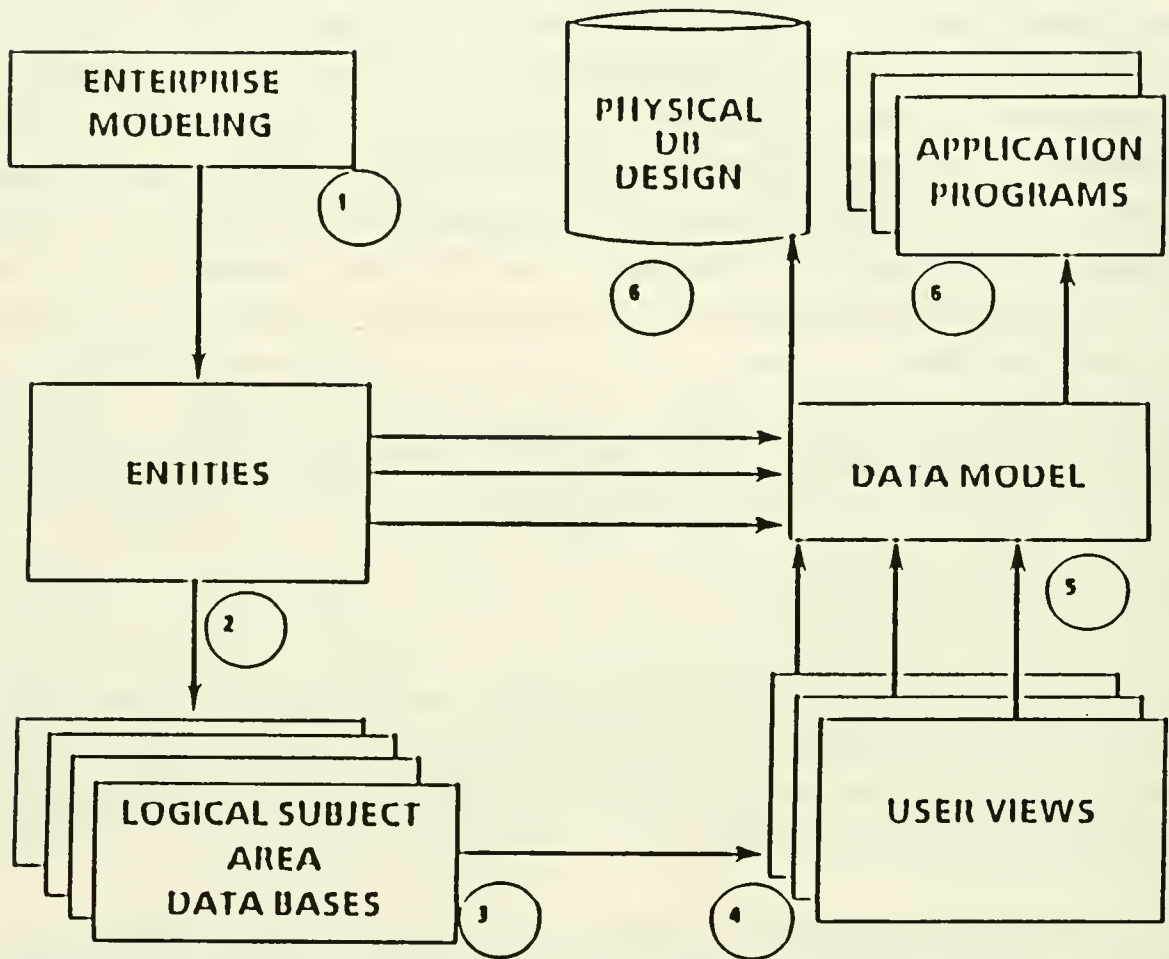 ENTERPRISE
MODELING
1
PHYSICAL
DB
DESIGN
6
APPLICATION
PROGRAMS
6
ENTITIES
2
DATA MODEL
5
LOGICAL SUBJECT
AREA
DATA BASES
3
USER VIEWS
4